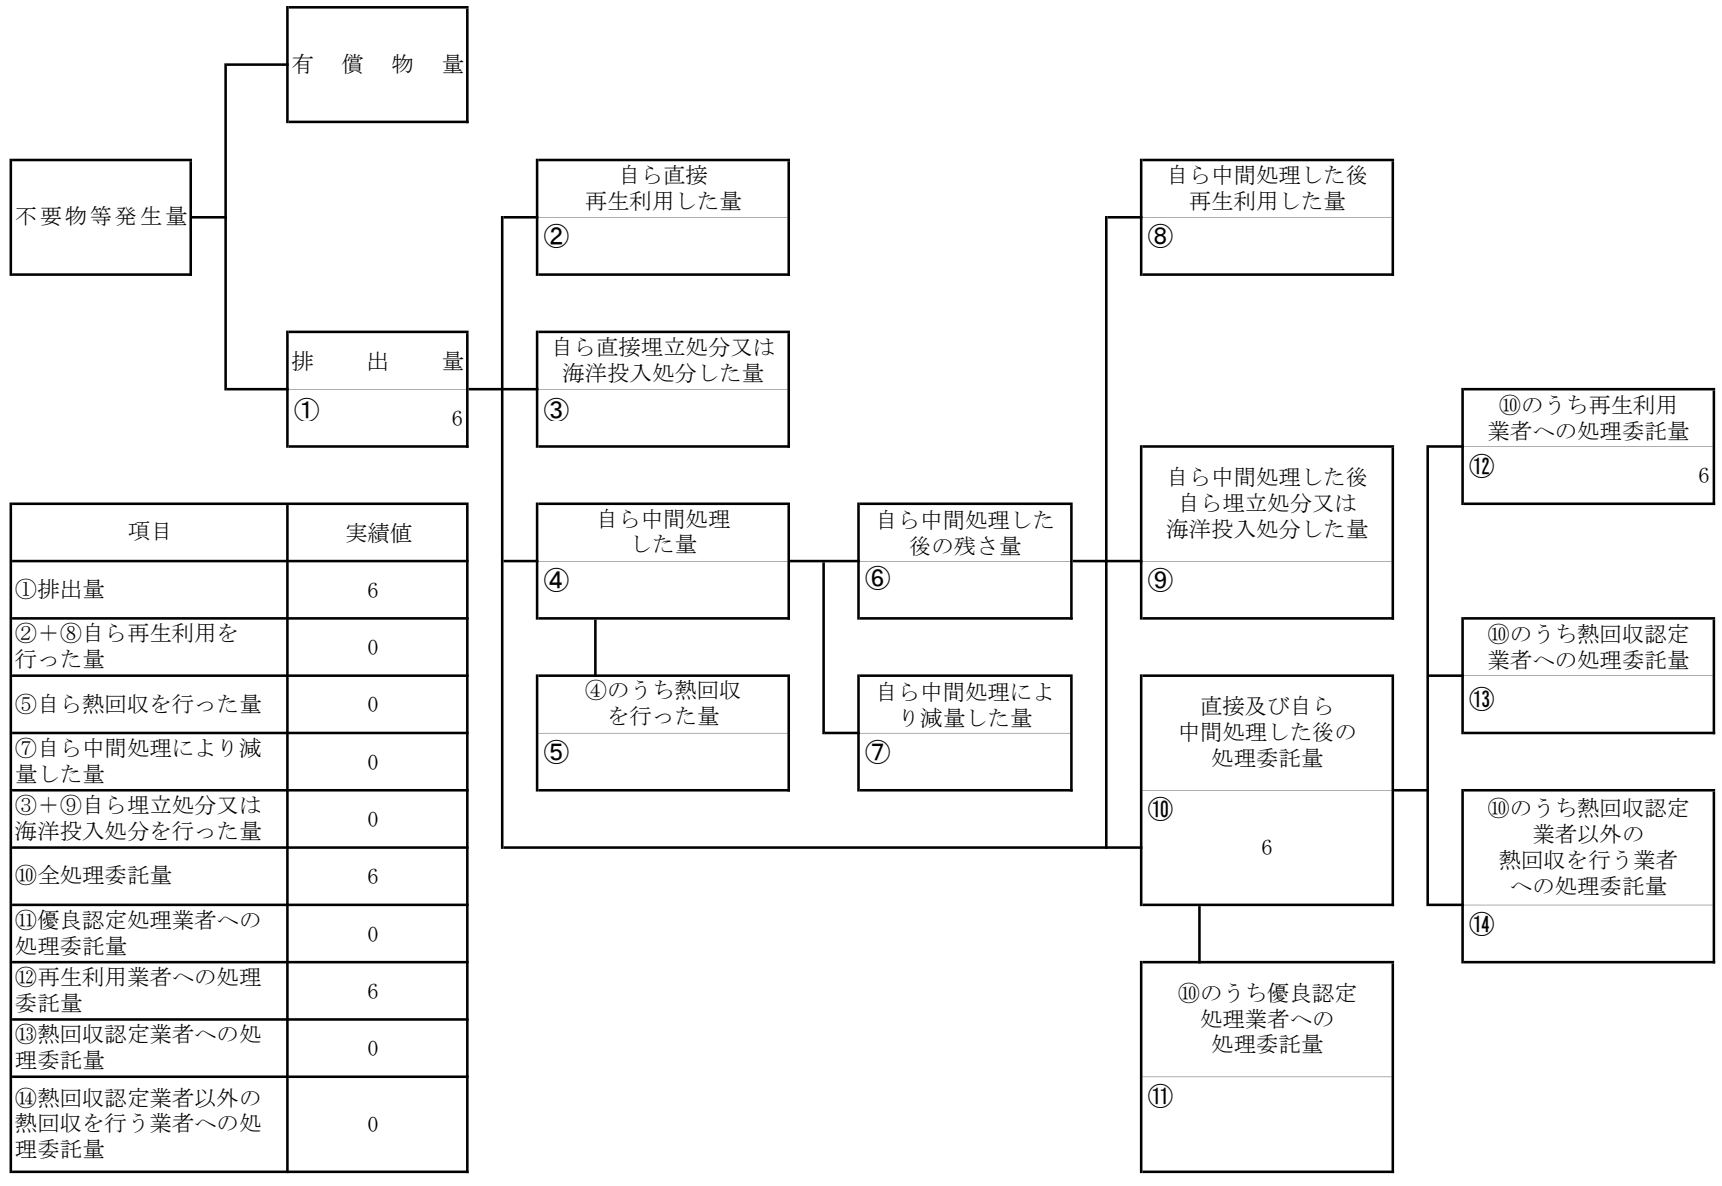 有償物量
不要物等発生量
排出量
①
6
自ら直接
再生利用した量
②
自ら直接埋立処分又は
海洋投入処分した量
③
自ら中間処理
した量
④
④のうち熱回収
を行った量
⑤
自ら中間処理した
後の残さ量
⑥
自ら中間処理によ
り減量した量
⑦
自ら中間処理した後
再生利用した量
⑧
自ら中間処理した後
自ら埋立処分又は
海洋投入処分した量
⑨
直接及び自ら
中間処理した後の
処理委託量
⑩
6
⑩のうち優良認定
処理業者への
処理委託量
⑪
⑩のうち再生利用
業者への処理委託量
⑫
6
⑩のうち熱回収認定
業者への処理委託量
⑬
⑩のうち熱回収認定
業者以外の
熱回収を行う業者
への処理委託量
⑭
項目 実績値
①排出量 6
②＋⑧自ら再生利用を
行った量 0
⑤自ら熱回収を行った量 0
⑦自ら中間処理により減
量した量 0
③＋⑨自ら埋立処分又は
海洋投入処分を行った量 0
⑩全処理委託量 6
⑪優良認定処理業者への
処理委託量 0
⑫再生利用業者への処理
委託量 6
⑬熱回収認定業者への処
理委託量 0
⑭熱回収認定業者以外の
熱回収を行う業者への処
理委託量 0